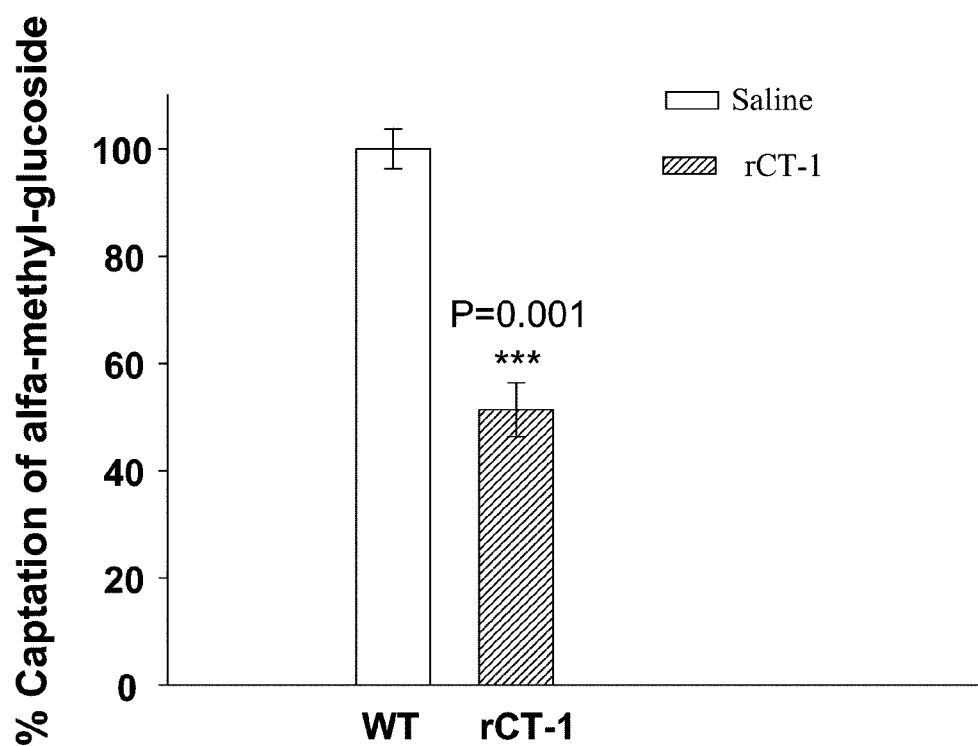 % Captation of alfa-methyl-glucoside
100
80
60
40
20
0
Saline
rCT-1
P=0.001
***
WT
rCT-1